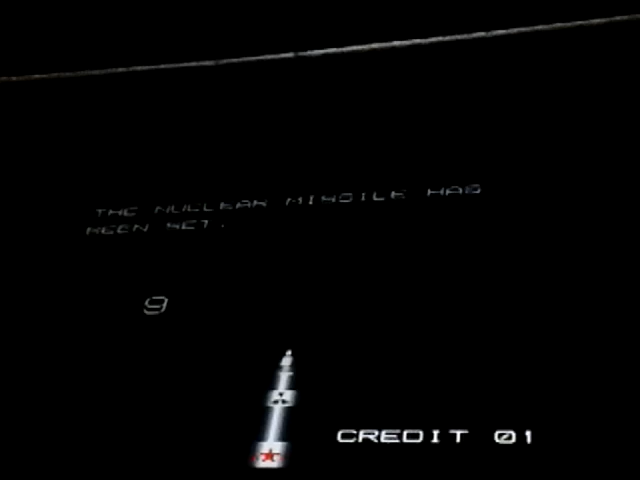 THE NUCLEAR MISSILE HAS
BEEN SET.
9
CREDIT 01